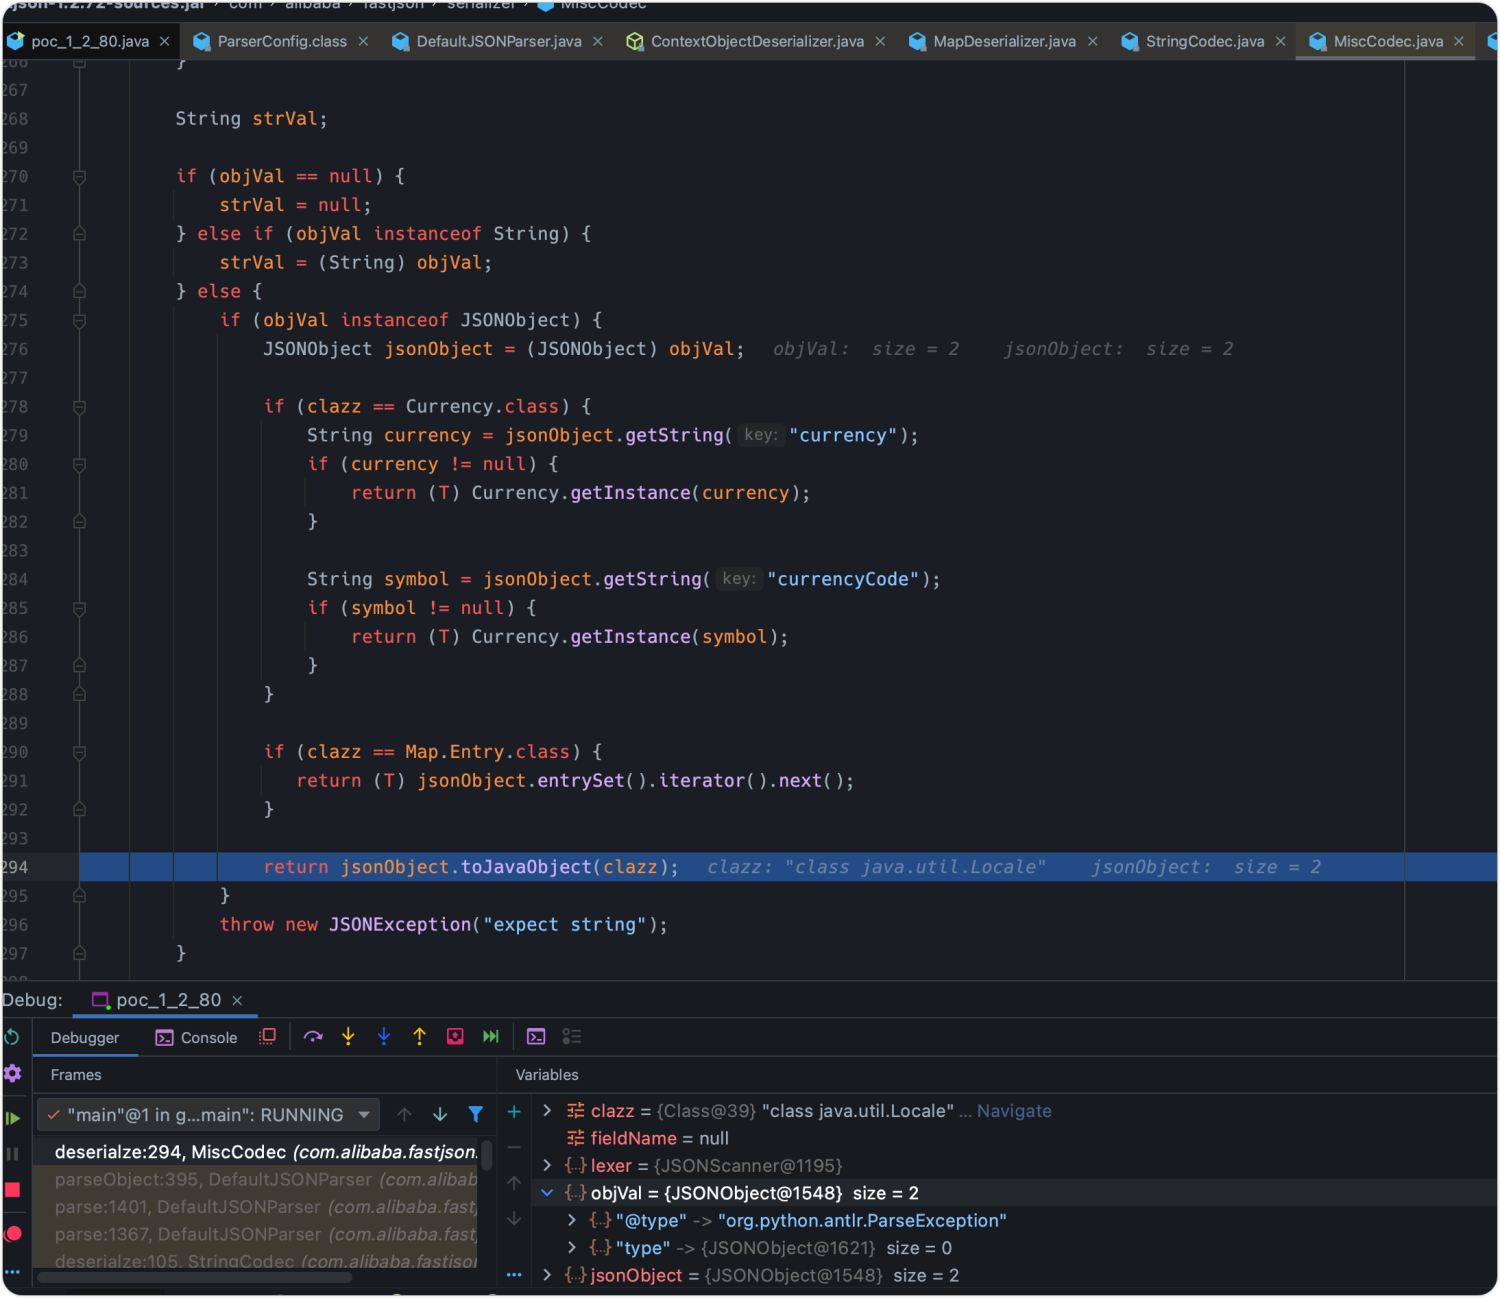 json-1.2.72-sources.jar › com › alibaba › fastjson › serializer › MiscCodec
poc_1_2_80.java × ParserConfig.class × DefaultJSONParser.java × ContextObjectDeserializer.java × MapDeserializer.java × StringCodec.java × MiscCodec.java ×
266 }
267
268 String strVal;
269
270 if (objVal == null) {
271 strVal = null;
272 } else if (objVal instanceof String) {
273 strVal = (String) objVal;
274 } else {
275 if (objVal instanceof JSONObject) {
276 JSONObject jsonObject = (JSONObject) objVal; objVal: size = 2 jsonObject: size = 2
277
278 if (clazz == Currency.class) {
279 String currency = jsonObject.getString( key: "currency");
280 if (currency != null) {
281 return (T) Currency.getInstance(currency);
282 }
283
284 String symbol = jsonObject.getString( key: "currencyCode");
285 if (symbol != null) {
286 return (T) Currency.getInstance(symbol);
287 }
288 }
289
290 if (clazz == Map.Entry.class) {
291 return (T) jsonObject.entrySet().iterator().next();
292 }
293
294 return jsonObject.toJavaObject(clazz); clazz: "class java.util.Locale" jsonObject: size = 2
295 }
296 throw new JSONException("expect string");
297 }
298
Debug: poc_1_2_80 ×
Debugger Console
Frames
"main"@1 in g...main": RUNNING
deserialze:294, MiscCodec (com.alibaba.fastjson.
parseObject:395, DefaultJSONParser (com.alibab
parse:1401, DefaultJSONParser (com.alibaba.fastj
parse:1367, DefaultJSONParser (com.alibaba.fastj
deserialze:105, StringCodec (com.alibaba.fastjson
Variables
clazz = {Class@39} "class java.util.Locale" ... Navigate
fieldName = null
lexer = {JSONScanner@1195}
objVal = {JSONObject@1548} size = 2
"@type" -> "org.python.antlr.ParseException"
"type" -> {JSONObject@1621} size = 0
jsonObject = {JSONObject@1548} size = 2